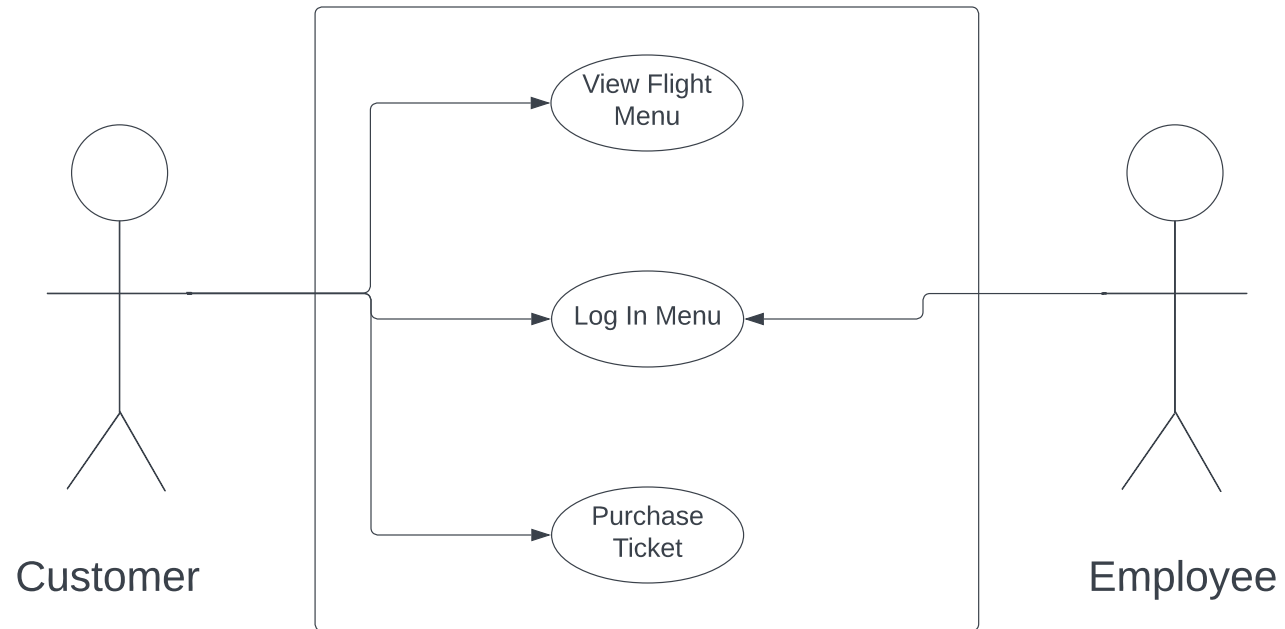 View Flight
Menu
Log In Menu
Purchase
Ticket
Customer
Employee